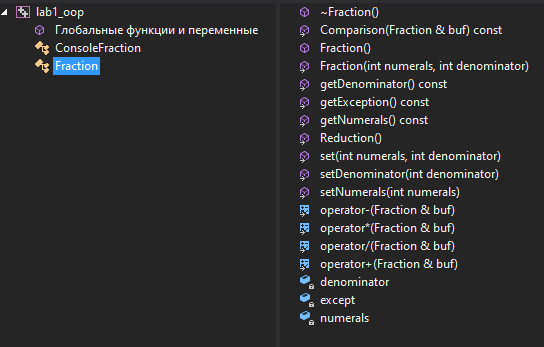 lab1_oop
Глобальные функции и переменные
ConsoleFraction
Fraction
~Fraction()
Comparison(Fraction & buf) const
Fraction()
Fraction(int numerals, int denominator)
getDenominator() const
getException() const
getNumerals() const
Reduction()
set(int numerals, int denominator)
setDenominator(int denominator)
setNumerals(int numerals)
operator-(Fraction & buf)
operator*(Fraction & buf)
operator/(Fraction & buf)
operator+(Fraction & buf)
denominator
except
numerals